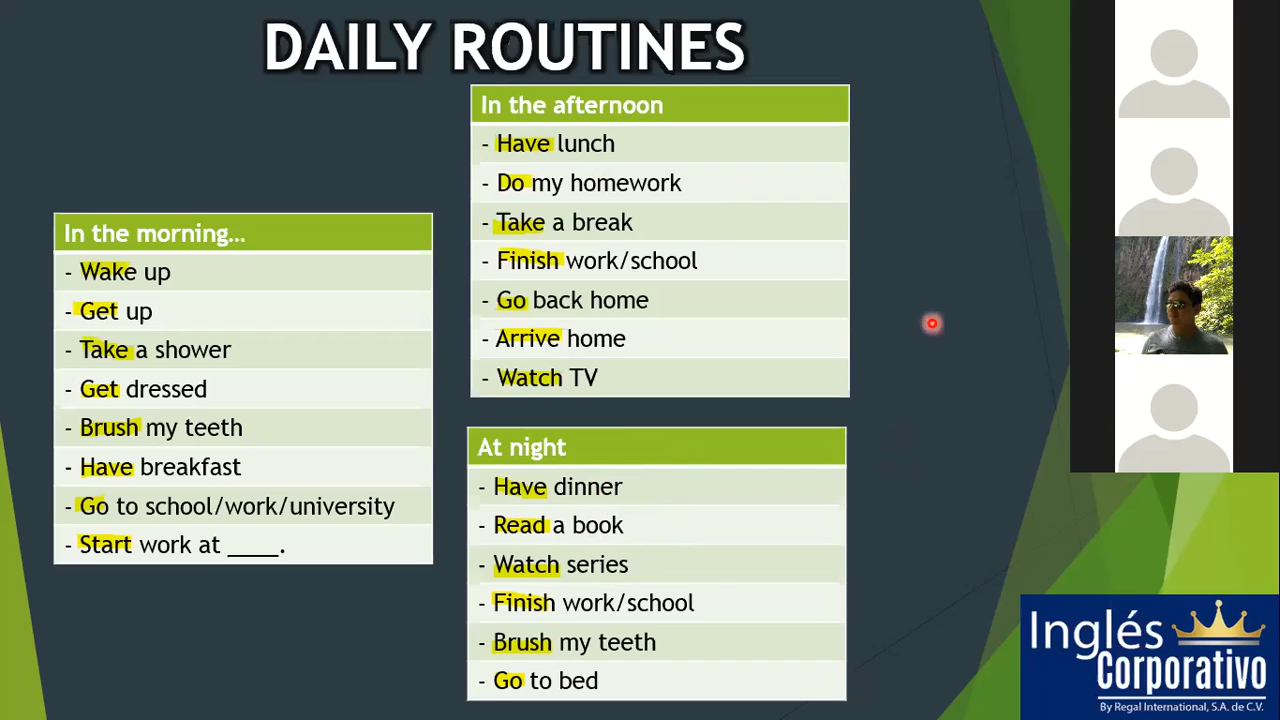 DAILY ROUTINES
In the morning…
- Wake up
- Get up
- Take a shower
- Get dressed
- Brush my teeth
- Have breakfast
- Go to school/work/university
- Start work at ____.
In the afternoon
- Have lunch
- Do my homework
- Take a break
- Finish work/school
- Go back home
- Arrive home
- Watch TV
At night
- Have dinner
- Read a book
- Watch series
- Finish work/school
- Brush my teeth
- Go to bed
Inglés
Corporativo
By Regal International, S.A. de C.V.